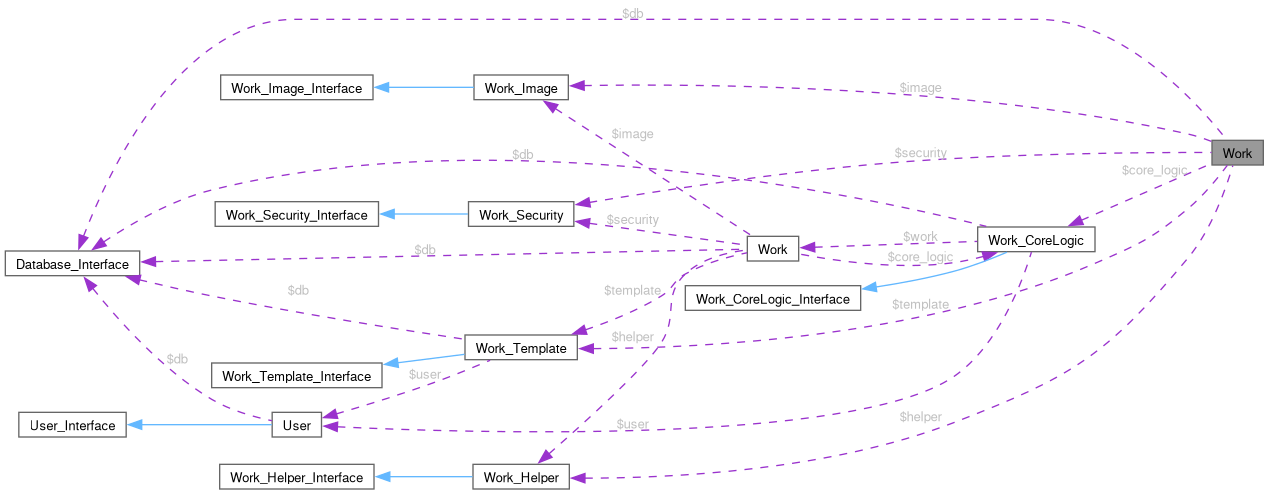 $db
Work_Image_Interface
Work_Image
$image
$image
Work
$db
$security
$core_logic
Work_Security_Interface
Work_Security
$security
$work
Work_CoreLogic
Database_Interface
$db
Work
$core_logic
$db
$template
Work_CoreLogic_Interface
$template
$helper
Work_Template
$db
Work_Template_Interface
$user
User_Interface
User
$user
$helper
Work_Helper_Interface
Work_Helper